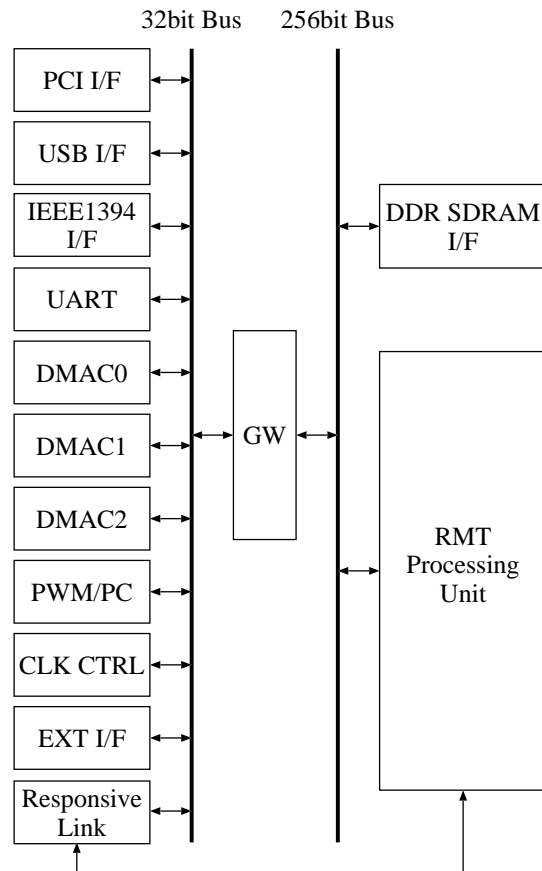 32bit Bus
256bit Bus
PCI I/F
USB I/F
IEEE1394
I/F
UART
DMAC0
DMAC1
DMAC2
PWM/PC
CLK CTRL
EXT I/F
Responsive
Link
GW
DDR SDRAM
I/F
RMT
Processing
Unit